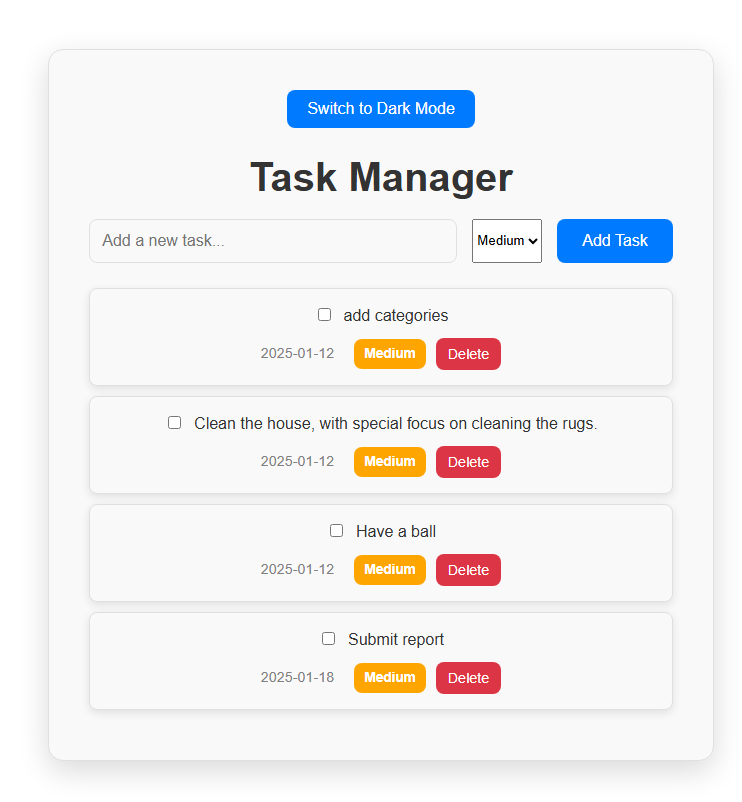 Switch to Dark Mode
Task Manager
Add a new task... Medium Add Task
add categories
2025-01-12 Medium Delete
Clean the house, with special focus on cleaning the rugs.
2025-01-12 Medium Delete
Have a ball
2025-01-12 Medium Delete
Submit report
2025-01-18 Medium Delete